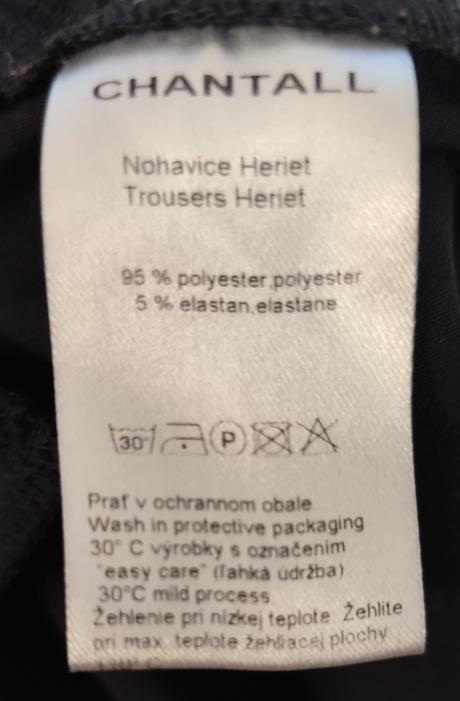 CHANTALL
Nohavice Heriet
Trousers Heriet
95 % polyester,polyester
5 % elastan,elastane
30° P
Prať v ochrannom obale
Wash in protective packaging
30° C výrobky s označením
"easy care" (ľahká údržba)
30°C mild process
Žehlenie pri nízkej teplote. Žehlite
pri max. teplote žehliacej plochy